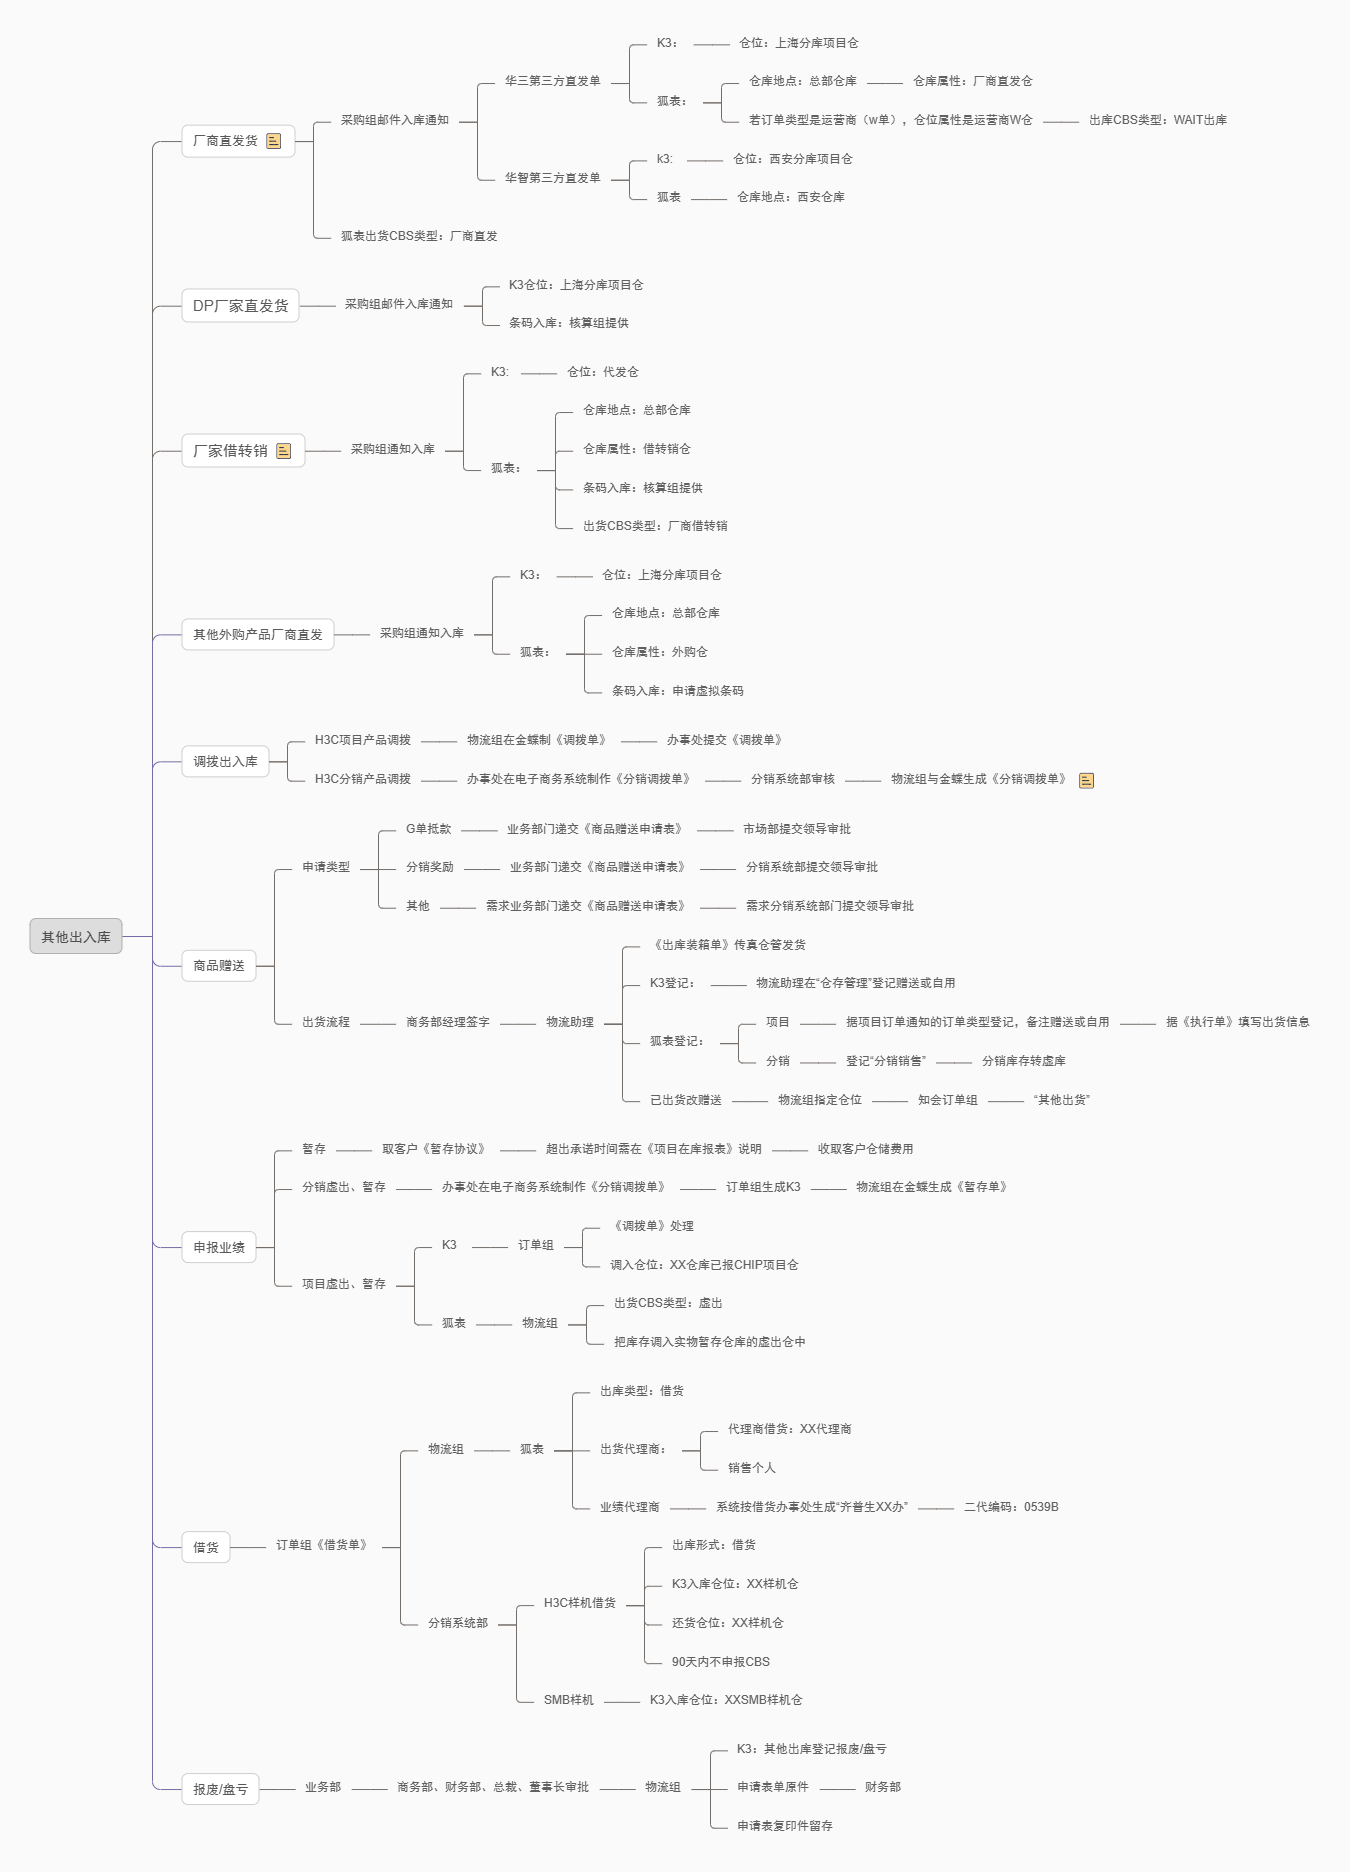 其他出入库
厂商直发货
采购组邮件入库通知
华三第三方直发单
K3：
仓位：上海分库项目仓
狐表：
仓库地点：总部仓库
仓库属性：厂商直发仓
若订单类型是运营商（w单），仓位属性是运营商W仓
出库CBS类型：WAIT出库
华智第三方直发单
k3:
仓位：西安分库项目仓
狐表
仓库地点：西安仓库
狐表出货CBS类型：厂商直发
DP厂家直发货
采购组邮件入库通知
K3仓位：上海分库项目仓
条码入库：核算组提供
厂家借转销
采购组通知入库
K3:
仓位：代发仓
狐表：
仓库地点：总部仓库
仓库属性：借转销仓
条码入库：核算组提供
出货CBS类型：厂商借转销
其他外购产品厂商直发
采购组通知入库
K3：
仓位：上海分库项目仓
狐表：
仓库地点：总部仓库
仓库属性：外购仓
条码入库：申请虚拟条码
调拨出入库
H3C项目产品调拨
物流组在金蝶制《调拨单》
办事处提交《调拨单》
H3C分销产品调拨
办事处在电子商务系统制作《分销调拨单》
分销系统部审核
物流组与金蝶生成《分销调拨单》
商品赠送
申请类型
G单抵款
业务部门递交《商品赠送申请表》
市场部提交领导审批
分销奖励
业务部门递交《商品赠送申请表》
分销系统部提交领导审批
其他
需求业务部门递交《商品赠送申请表》
需求分销系统部门提交领导审批
出货流程
商务部经理签字
物流助理
《出库装箱单》传真仓管发货
K3登记：
物流助理在“仓存管理”登记赠送或自用
狐表登记：
项目
据项目订单通知的订单类型登记，备注赠送或自用
据《执行单》填写出货信息
分销
登记“分销销售”
分销库存转虚库
已出货改赠送
物流组指定仓位
知会订单组
“其他出货”
申报业绩
暂存
取客户《暂存协议》
超出承诺时间需在《项目在库报表》说明
收取客户仓储费用
分销虚出、暂存
办事处在电子商务系统制作《分销调拨单》
订单组生成K3
物流组在金蝶生成《暂存单》
项目虚出、暂存
K3
订单组
《调拨单》处理
调入仓位：XX仓库已报CHIP项目仓
狐表
物流组
出货CBS类型：虚出
把库存调入实物暂存仓库的虚出仓中
借货
订单组《借货单》
物流组
狐表
出库类型：借货
出货代理商：
代理商借货：XX代理商
销售个人
业绩代理商
系统按借货办事处生成“齐普生XX办”
二代编码：0539B
分销系统部
H3C样机借货
出库形式：借货
K3入库仓位：XX样机仓
还货仓位：XX样机仓
90天内不申报CBS
SMB样机
K3入库仓位：XXSMB样机仓
报废/盘亏
业务部
商务部、财务部、总裁、董事长审批
物流组
K3：其他出库登记报废/盘亏
申请表单原件
财务部
申请表复印件留存